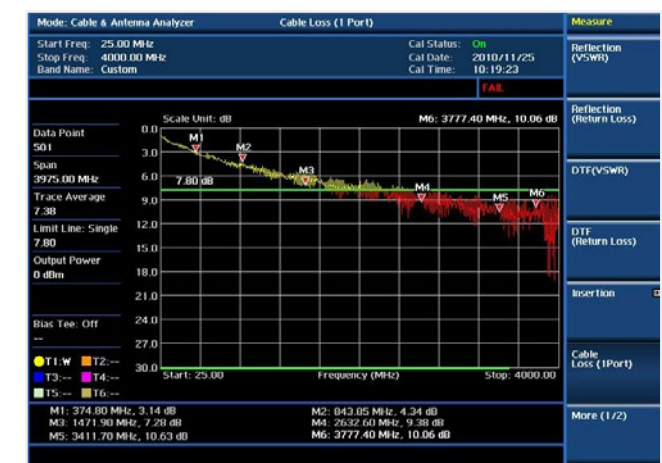 Mode: Cable & Antenna Analyzer Cable Loss (1 Port) Measure
Start Freq: 25.00 MHz Cal Status: On
Stop Freq: 4000.00 MHz Cal Date: 2010/11/25
Band Name: Custom Cal Time: 10:19:23
FAIL
Reflection
(VSWR)
Reflection
(Return Loss)
DTF(VSWR)
DTF
(Return Loss)
Insertion
Cable
Loss (1Port)
More (1/2)
Scale Unit: dB M6: 3777.40 MHz, 10.06 dB
Data Point
501
Span
3975.00 MHz
Trace Average
7.38
Limit Line: Single
7.80
Output Power
0 dBm
Bias Tee: Off
--
T1:W T2:--
T3:-- T4:--
T5:-- T6:--
0.0
3.0
6.0
9.0
12.0
15.0
18.0
21.0
24.0
27.0
30.0
M1
M2
M3
M4
M5
M6
7.80 dB
Start: 25.00 Frequency (MHz) Stop: 4000.00
M1: 374.80 MHz, 3.14 dB M2: 843.85 MHz, 4.34 dB
M3: 1471.90 MHz, 7.28 dB M4: 2632.60 MHz, 9.38 dB
M5: 3411.70 MHz, 10.63 dB M6: 3777.40 MHz, 10.06 dB